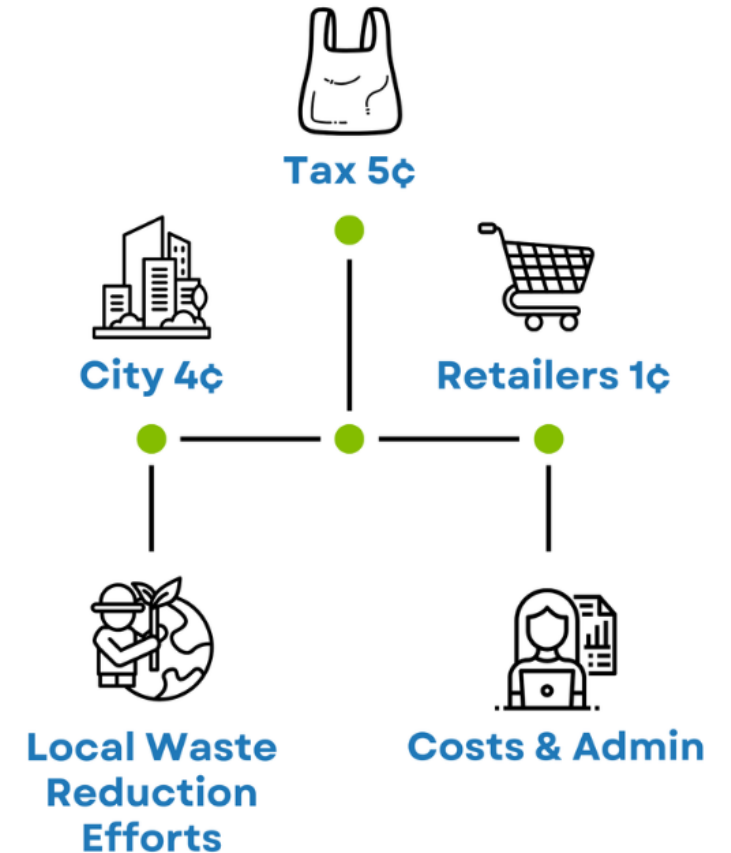 Tax 5¢
City 4¢
Retailers 1¢
Local Waste
Reduction
Efforts
Costs & Admin